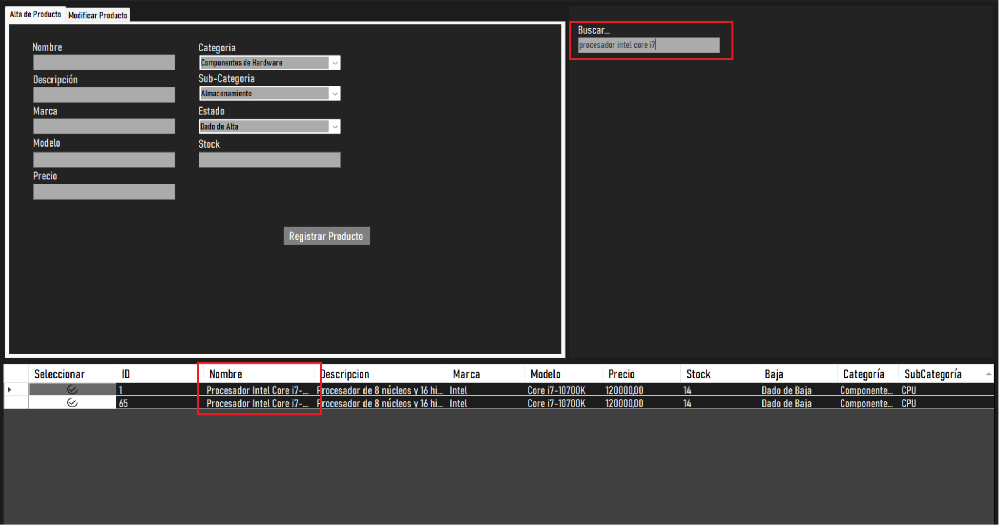 Alta de Producto
Modificar Producto
Nombre
Descripción
Marca
Modelo
Precio
Categoria
Componentes de Hardware
Sub-Categoria
Almacenamiento
Estado
Dado de Alta
Stock
Registrar Producto
Buscar...
procesador intel core i7
Seleccionar ID Nombre Descripcion Marca Modelo Precio Stock Baja Categoría SubCategoría
1 Procesador Intel Core i7-... Procesador de 8 núcleos y 16 hi... Intel Core i7-10700K 120000,00 14 Dado de Baja Componente... CPU
65 Procesador Intel Core i7-... Procesador de 8 núcleos y 16 hi... Intel Core i7-10700K 120000,00 14 Dado de Baja Componente... CPU